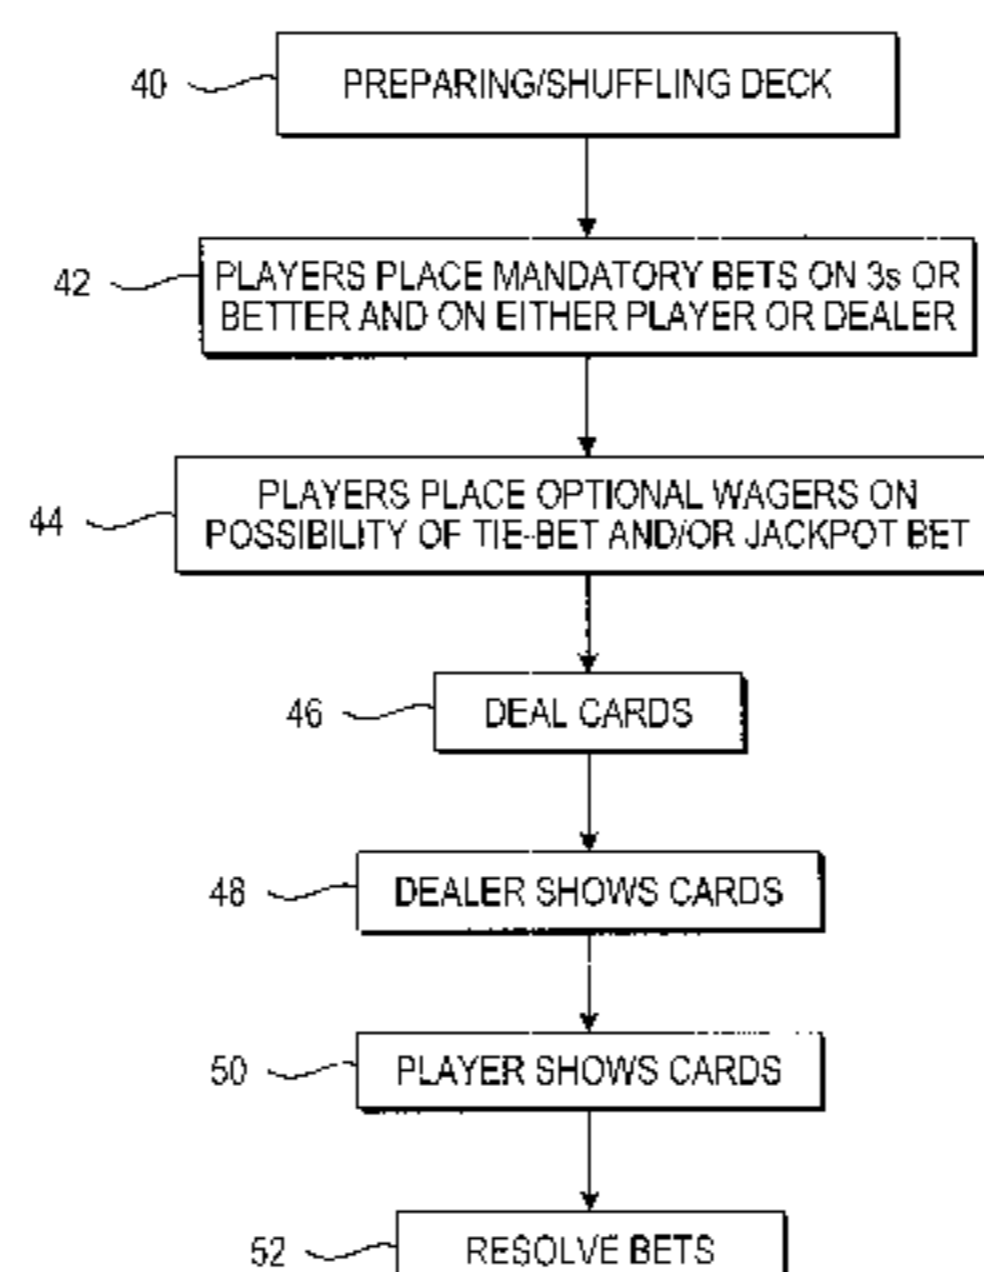 40 PREPARING/SHUFFLING DECK
42 PLAYERS PLACE MANDATORY BETS ON 3s OR
BETTER AND ON EITHER PLAYER OR DEALER
44 PLAYERS PLACE OPTIONAL WAGERS ON
POSSIBILITY OF TIE-BET AND/OR JACKPOT BET
46 DEAL CARDS
48 DEALER SHOWS CARDS
50 PLAYER SHOWS CARDS
52 RESOLVE BETS